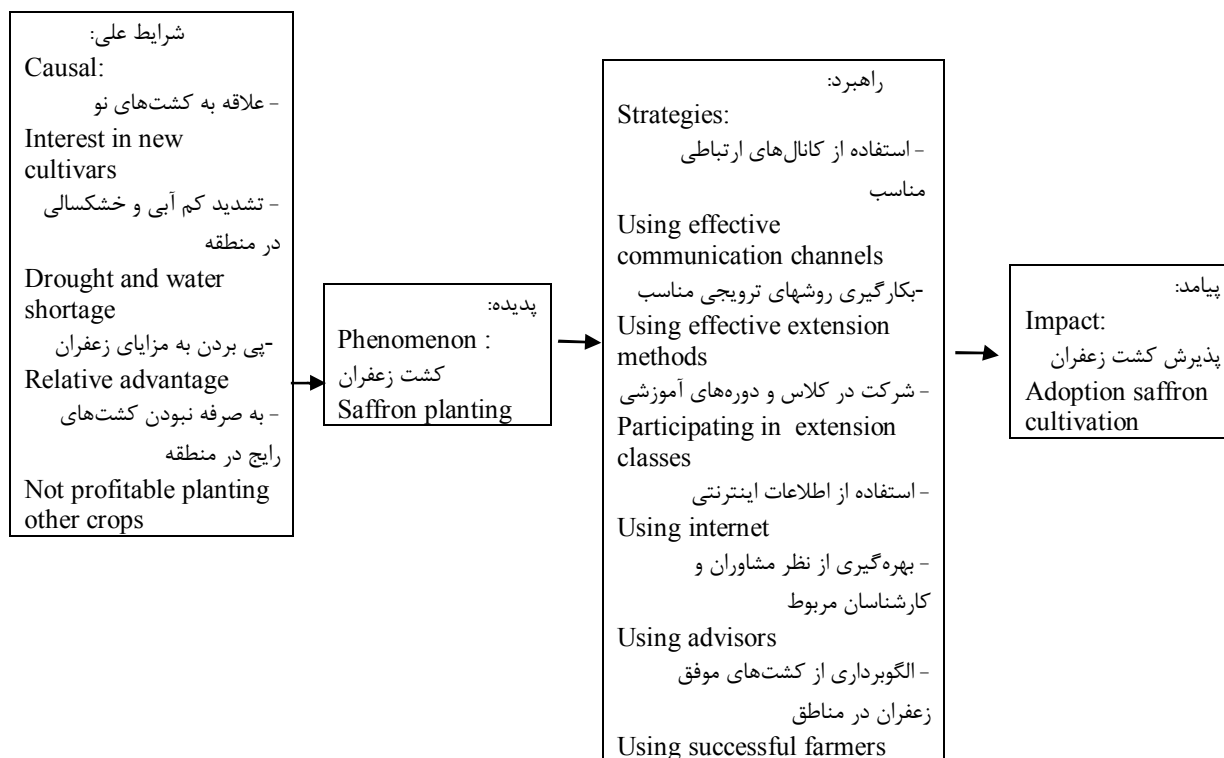 شرایط علی:
Causal:
- علاقه به کشت‌های نو
Interest in new
cultivars
- تشدید کم آبی و خشکسالی
در منطقه
Drought and water
shortage
-پی بردن به مزایای زعفران
Relative advantage
- به صرفه نبودن کشت‌های
رایج در منطقه
Not profitable planting
other crops
پدیده:
Phenomenon :
کشت زعفران
Saffron planting
راهبرد:
Strategies:
- استفاده از کانال‌های ارتباطی
مناسب
Using effective
communication channels
-بکارگیری روشهای ترویجی مناسب
Using effective extension
methods
- شرکت در کلاس و دوره‌های آموزشی
Participating in extension
classes
- استفاده از اطلاعات اینترنتی
Using internet
- بهره‌گیری از نظر مشاوران و
کارشناسان مربوط
Using advisors
- الگوبرداری از کشت‌های موفق
زعفران در مناطق
Using successful farmers
پیامد:
Impact:
پذیرش کشت زعفران
Adoption saffron
cultivation